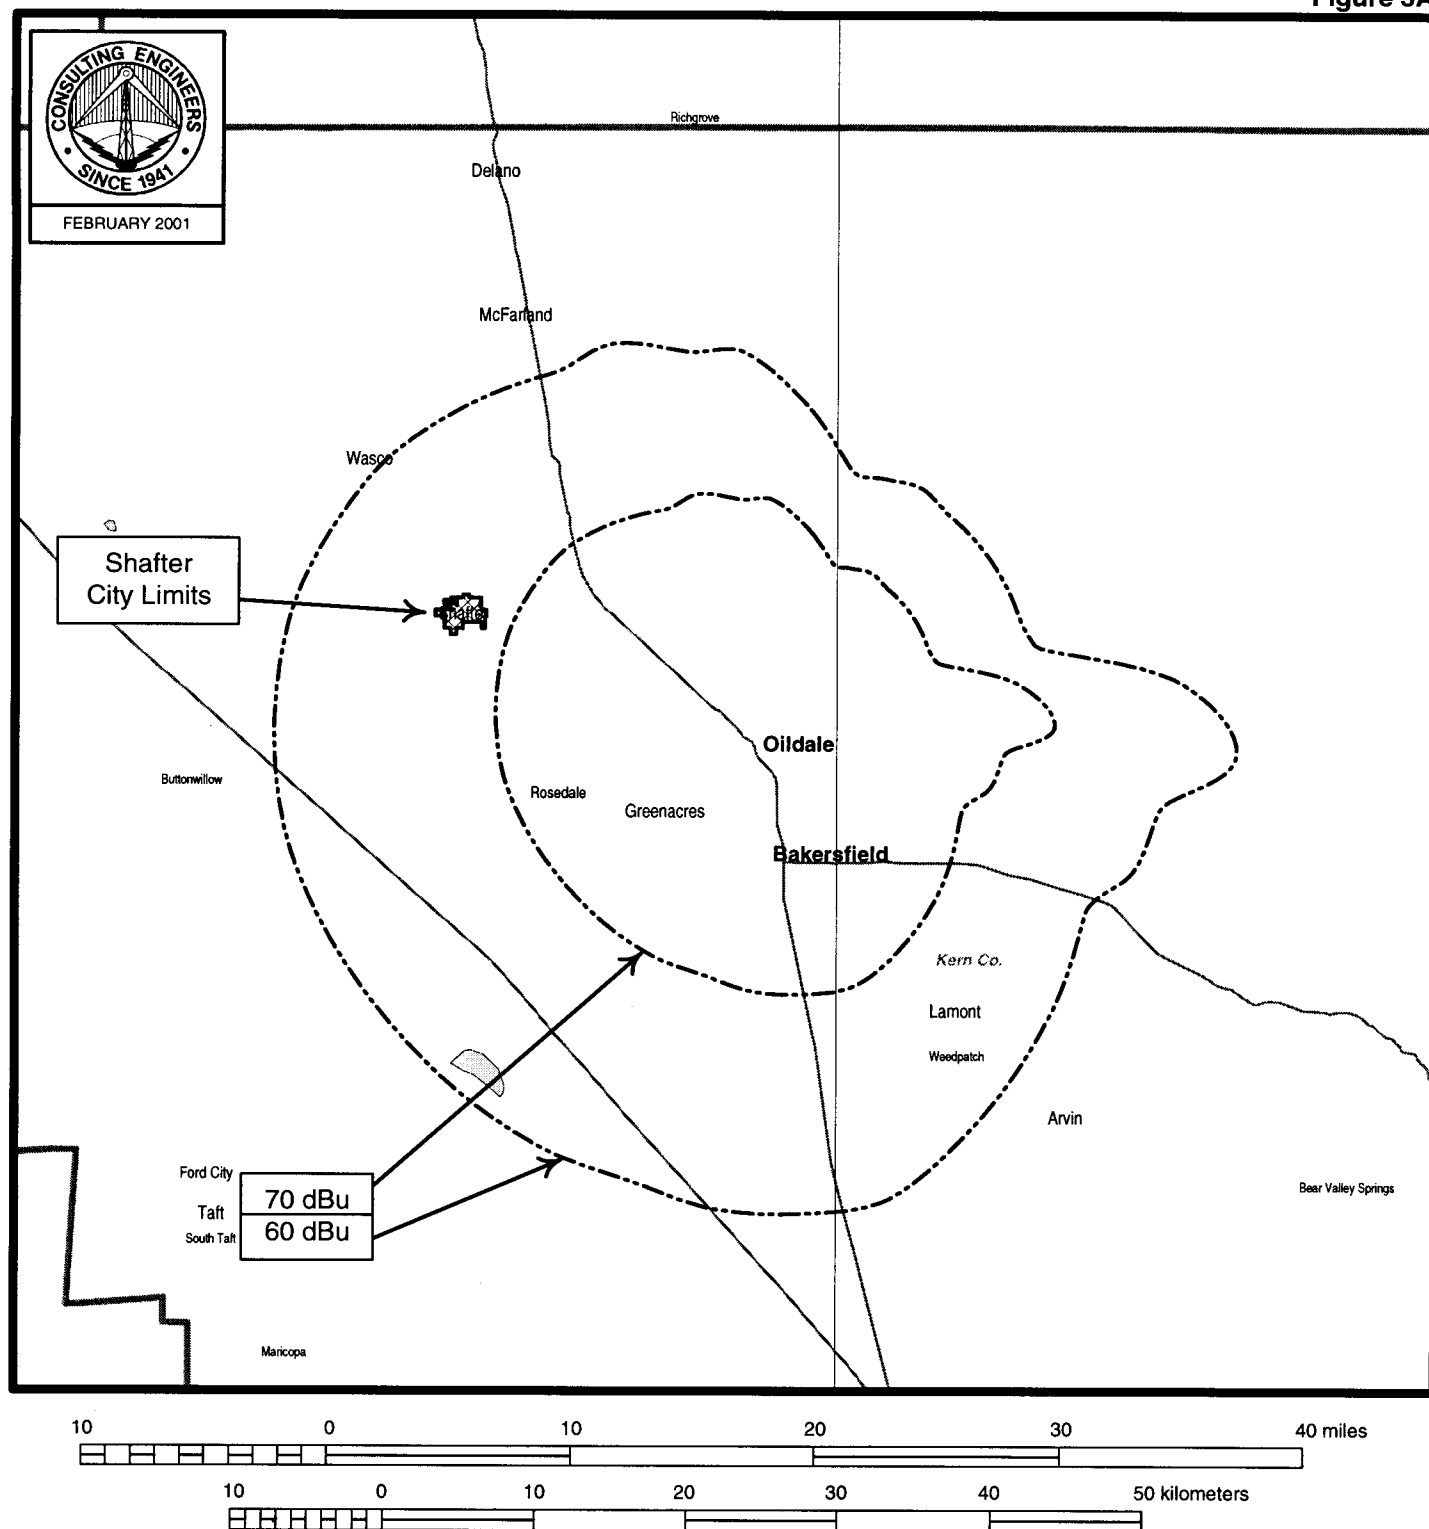 Figure 3A
CONSULTING ENGINEERS
SINCE 1941
FEBRUARY 2001
Richgrove
Delano
McFarland
Wasco
Shafter
City Limits
Shafter
Oildale
Buttonwillow
Rosedale
Greenacres
Bakersfield
Kern Co.
Lamont
Weedpatch
Arvin
Ford City
70 dBu
Taft
60 dBu
South Taft
Bear Valley Springs
Maricopa
10 0 10 20 30 40 miles
10 0 10 20 30 40 50 kilometers